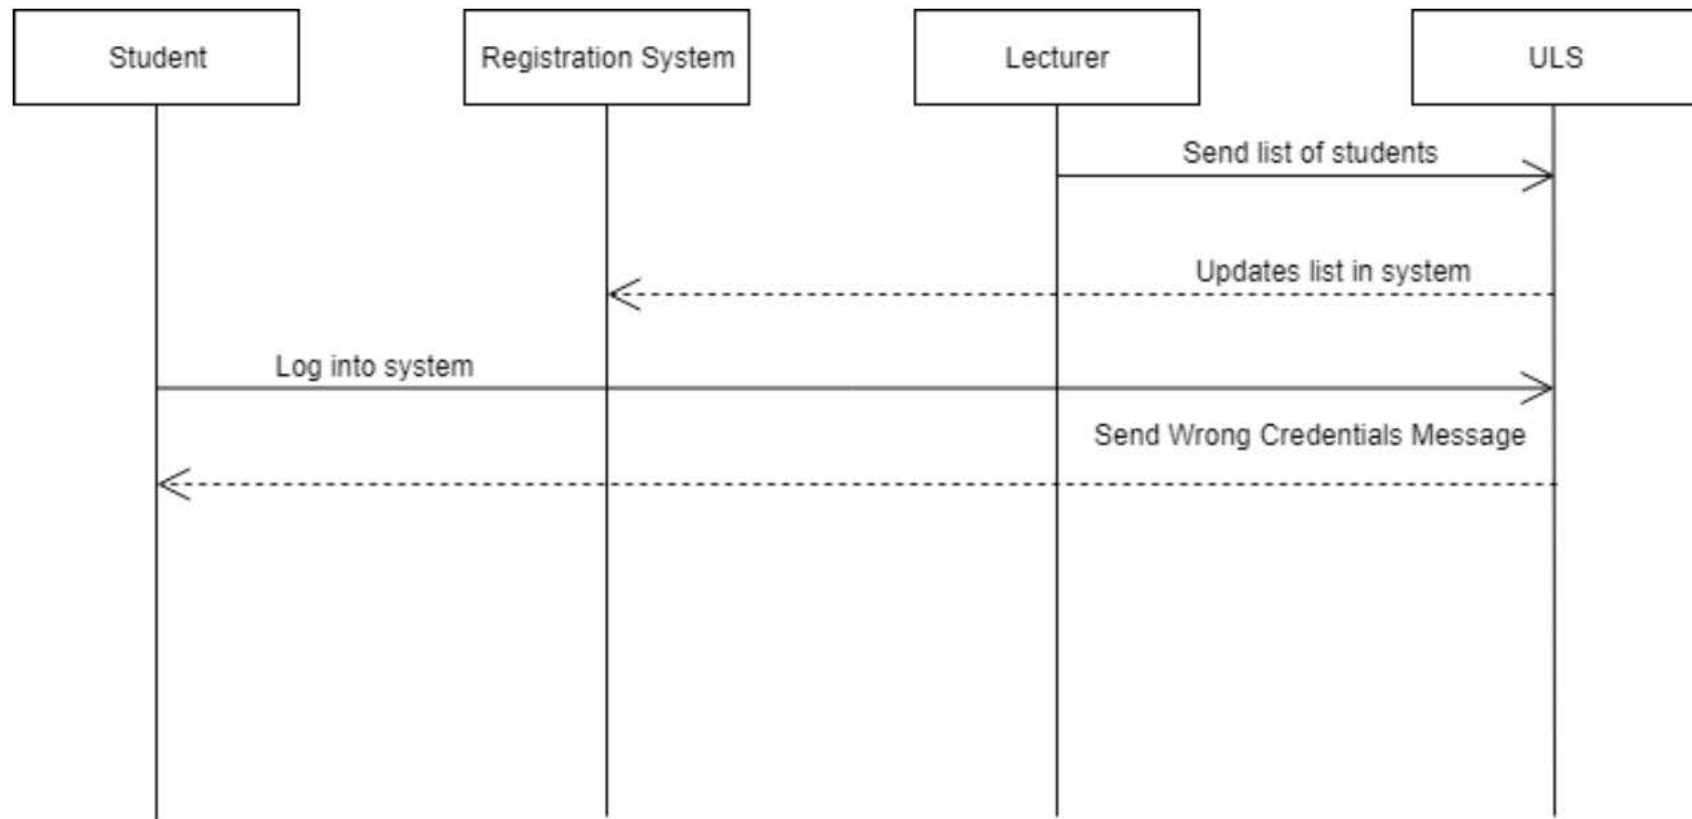 Student
Registration System
Lecturer
ULS
Send list of students
Updates list in system
Log into system
Send Wrong Credentials Message